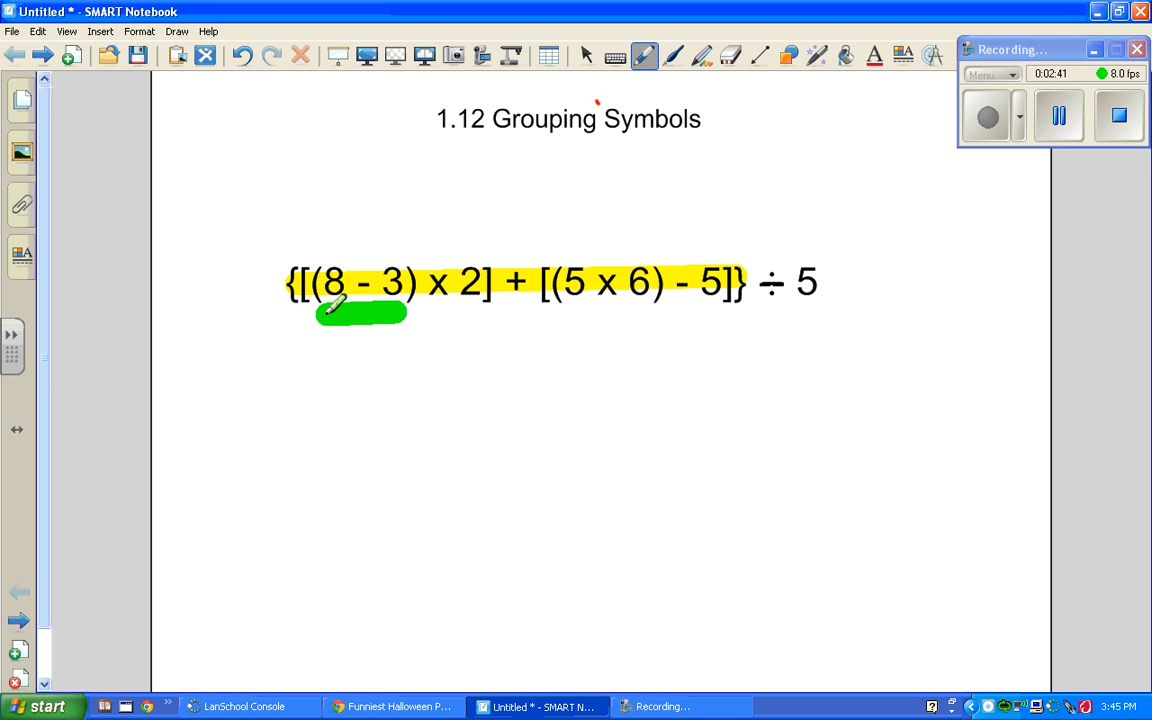 Untitled * - SMART Notebook
File Edit View Insert Format Draw Help
Recording...
Menu... 0:02:41 8.0 fps
1.12 Grouping Symbols
{[(8 - 3) x 2] + [(5 x 6) - 5]} ÷ 5
start LanSchool Console Funniest Halloween P... Untitled * - SMART N... Recording... 3:45 PM